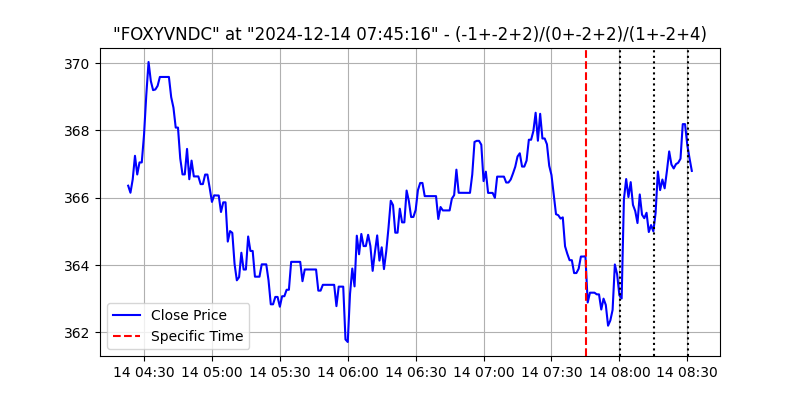 "FOXYVNDC" at "2024-12-14 07:45:16" - (-1+-2+2)/(0+-2+2)/(1+-2+4)
370
368
366
364
362
Close Price
Specific Time
14 04:30 14 05:00 14 05:30 14 06:00 14 06:30 14 07:00 14 07:30 14 08:00 14 08:30